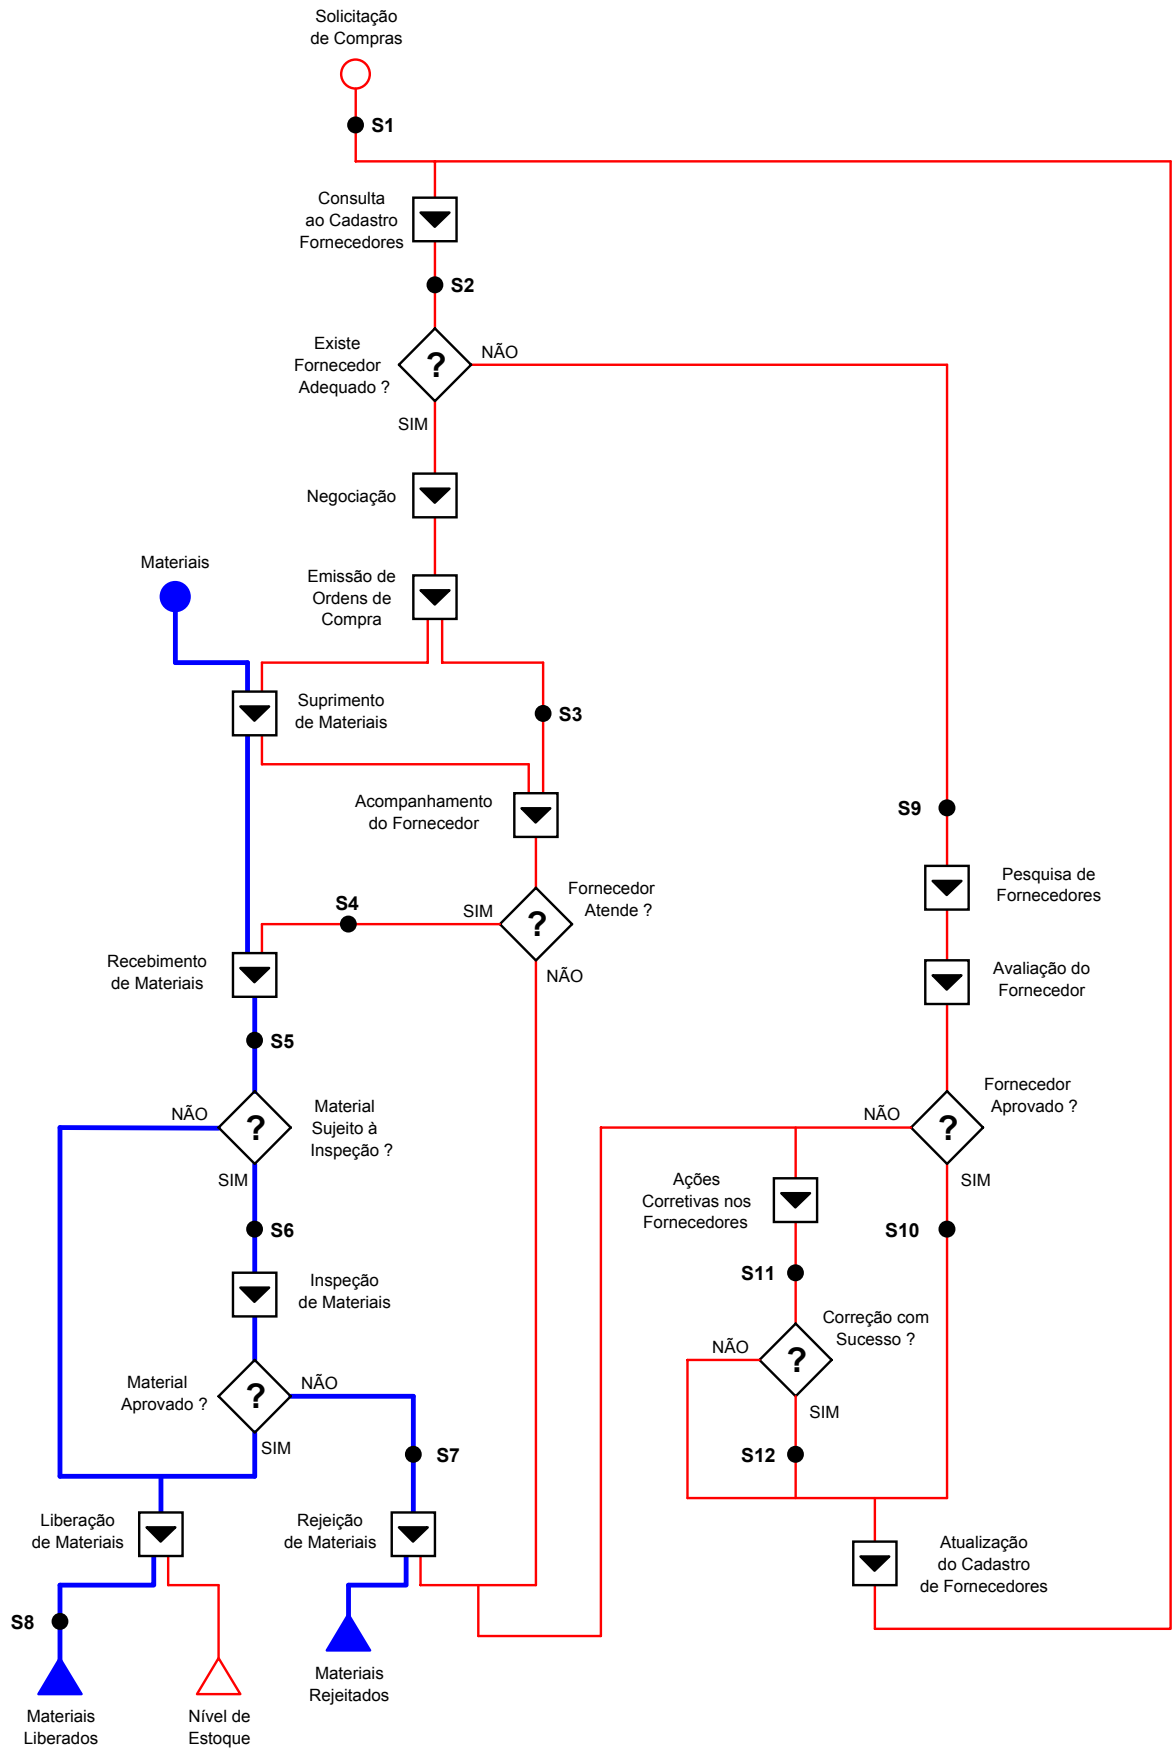 Solicitação
de Compras
S1
Consulta
ao Cadastro
Fornecedores
S2
Existe
Fornecedor
Adequado ?
?
NÃO
SIM
Negociação
Materiais
Emissão de
Ordens de
Compra
Suprimento
de Materiais
S3
Acompanhamento
do Fornecedor
S9
Pesquisa de
Fornecedores
Fornecedor
Atende ?
?
SIM
S4
NÃO
Recebimento
de Materiais
Avaliação do
Fornecedor
S5
Material
Sujeito à
Inspeção ?
?
NÃO
SIM
Fornecedor
Aprovado ?
?
NÃO
SIM
Ações
Corretivas nos
Fornecedores
S6
S10
S11
Inspeção
de Materiais
Correção com
Sucesso ?
?
NÃO
SIM
Material
Aprovado ?
?
NÃO
SIM
S7
S12
Liberação
de Materiais
Rejeição
de Materiais
Atualização
do Cadastro
de Fornecedores
S8
Materiais
Rejeitados
Materiais
Liberados
Nível de
Estoque